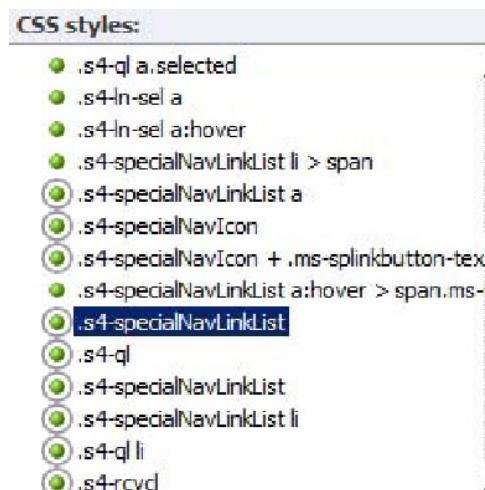 CSS styles:
.s4-ql a.selected
.s4-ln-sel a
.s4-ln-sel a:hover
.s4-specialNavLinkList li > span
.s4-specialNavLinkList a
.s4-specialNavIcon
.s4-specialNavIcon + .ms-splinkbutton-tex
.s4-specialNavLinkList a:hover > span.ms-
.s4-specialNavLinkList
.s4-ql
.s4-specialNavLinkList
.s4-specialNavLinkList li
.s4-ql li
.s4-rcycl